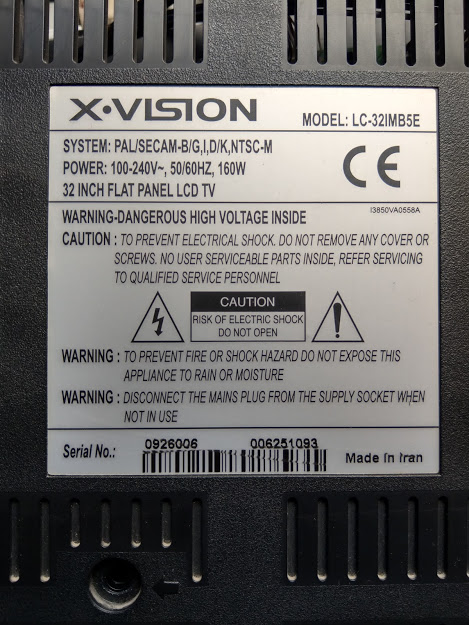 X·VISION
MODEL: LC-32IMB5E
SYSTEM: PAL/SECAM-B/G,I,D/K,NTSC-M
POWER: 100-240V~, 50/60HZ, 160W
32 INCH FLAT PANEL LCD TV
CE
WARNING-DANGEROUS HIGH VOLTAGE INSIDE
I3850VA0558A
CAUTION : TO PREVENT ELECTRICAL SHOCK. DO NOT REMOVE ANY COVER OR
SCREWS. NO USER SERVICEABLE PARTS INSIDE, REFER SERVICING
TO QUALIFIED SERVICE PERSONNEL
CAUTION
RISK OF ELECTRIC SHOCK
DO NOT OPEN
WARNING : TO PREVENT FIRE OR SHOCK HAZARD DO NOT EXPOSE THIS
APPLIANCE TO RAIN OR MOISTURE
WARNING : DISCONNECT THE MAINS PLUG FROM THE SUPPLY SOCKET WHEN
NOT IN USE
Serial No.: 0926006 006251093
Made in Iran